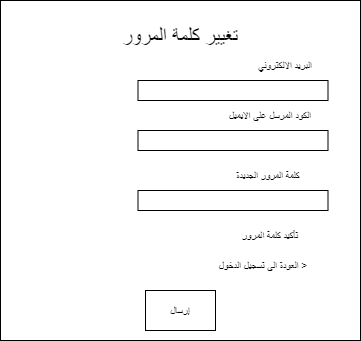 تغيير كلمة المرور
البريد الالكتروني
الكود المرسل على الايميل
كلمة المرور الجديدة
تأكيد كلمة المرور
< العودة الى تسجيل الدخول
إرسال